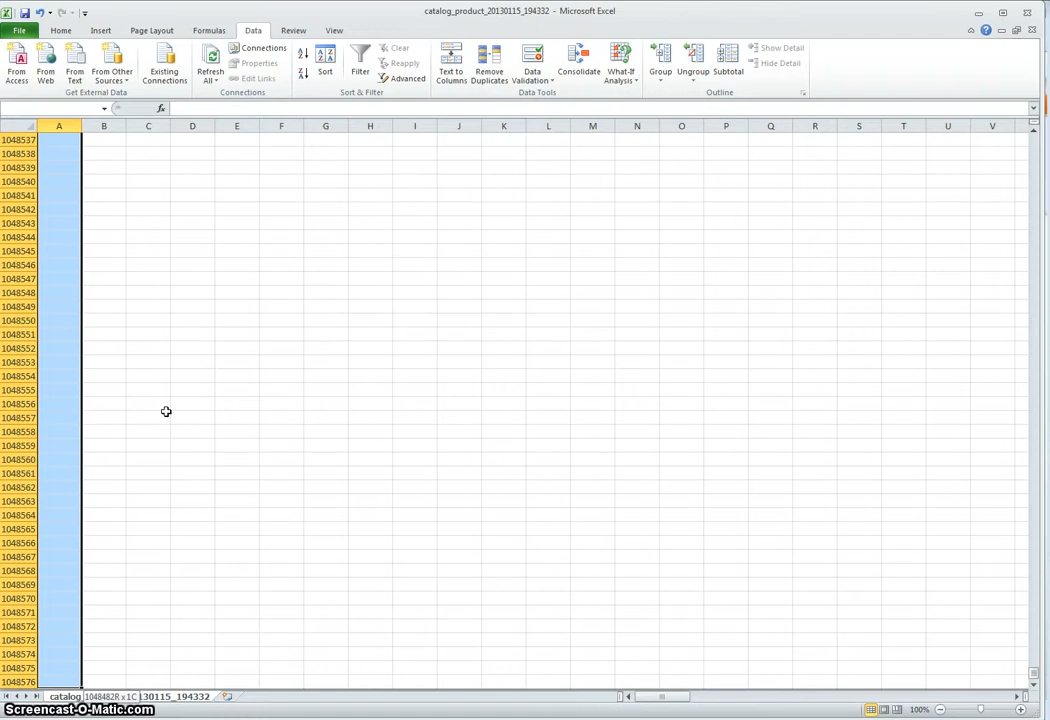 catalog_product_20130115_194332 - Microsoft Excel
File Home Insert Page Layout Formulas Data Review View
From Access
From Web
From Text
From Other Sources
Existing Connections
Get External Data
Refresh All
Connections
Properties
Edit Links
Connections
Sort
Filter
Clear
Reapply
Advanced
Sort & Filter
Text to Columns
Remove Duplicates
Data Validation
Consolidate
What-If Analysis
Data Tools
Group
Ungroup
Subtotal
Show Detail
Hide Detail
Outline
fx
A B C D E F G H I J K L M N O P Q R S T U V
1048537
1048538
1048539
1048540
1048541
1048542
1048543
1048544
1048545
1048546
1048547
1048548
1048549
1048550
1048551
1048552
1048553
1048554
1048555
1048556
1048557
1048558
1048559
1048560
1048561
1048562
1048563
1048564
1048565
1048566
1048567
1048568
1048569
1048570
1048571
1048572
1048573
1048574
1048575
1048576
catalog 1048482R x 1C 130115_194332
100%
Screencast-O-Matic.com